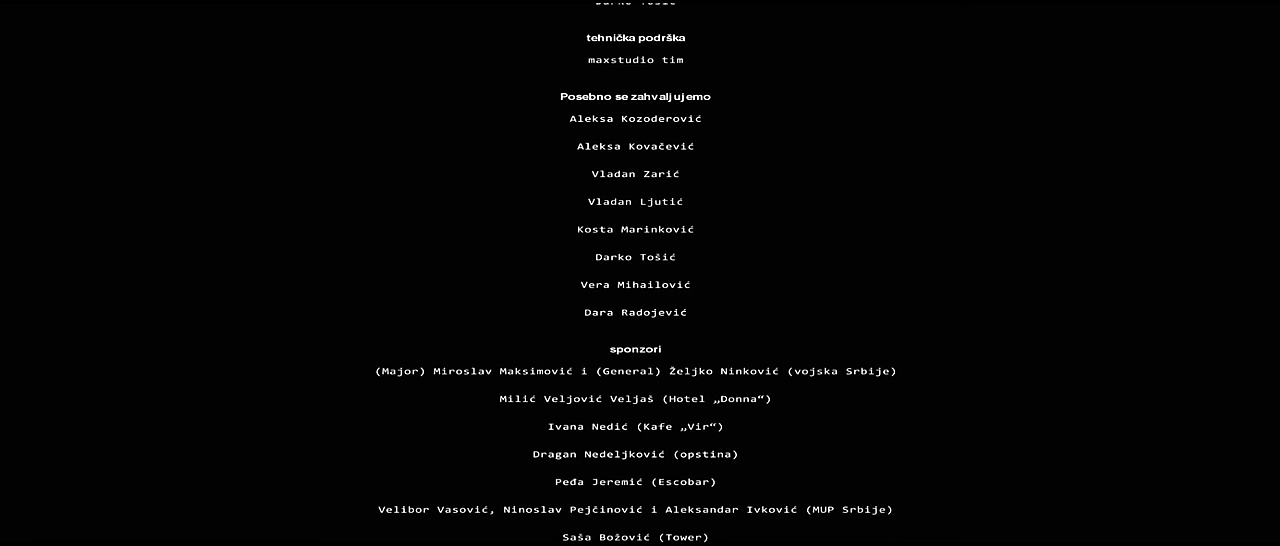 tehnička podrška
maxstudio tim
Posebno se zahvaljujemo
Aleksa Kozoderović
Aleksa Kovačević
Vladan Zarić
Vladan Ljutić
Kosta Marinković
Darko Tošić
Vera Mihailović
Dara Radojević
sponzori
(Major) Miroslav Maksimović i (General) Željko Ninković (vojska Srbije)
Milić Veljović Veljaš (Hotel „Donna“)
Ivana Nedić (Kafe „Vir“)
Dragan Nedeljković (opstina)
Peđa Jeremić (Escobar)
Velibor Vasović, Ninoslav Pejčinović i Aleksandar Ivković (MUP Srbije)
Saša Božović (Tower)